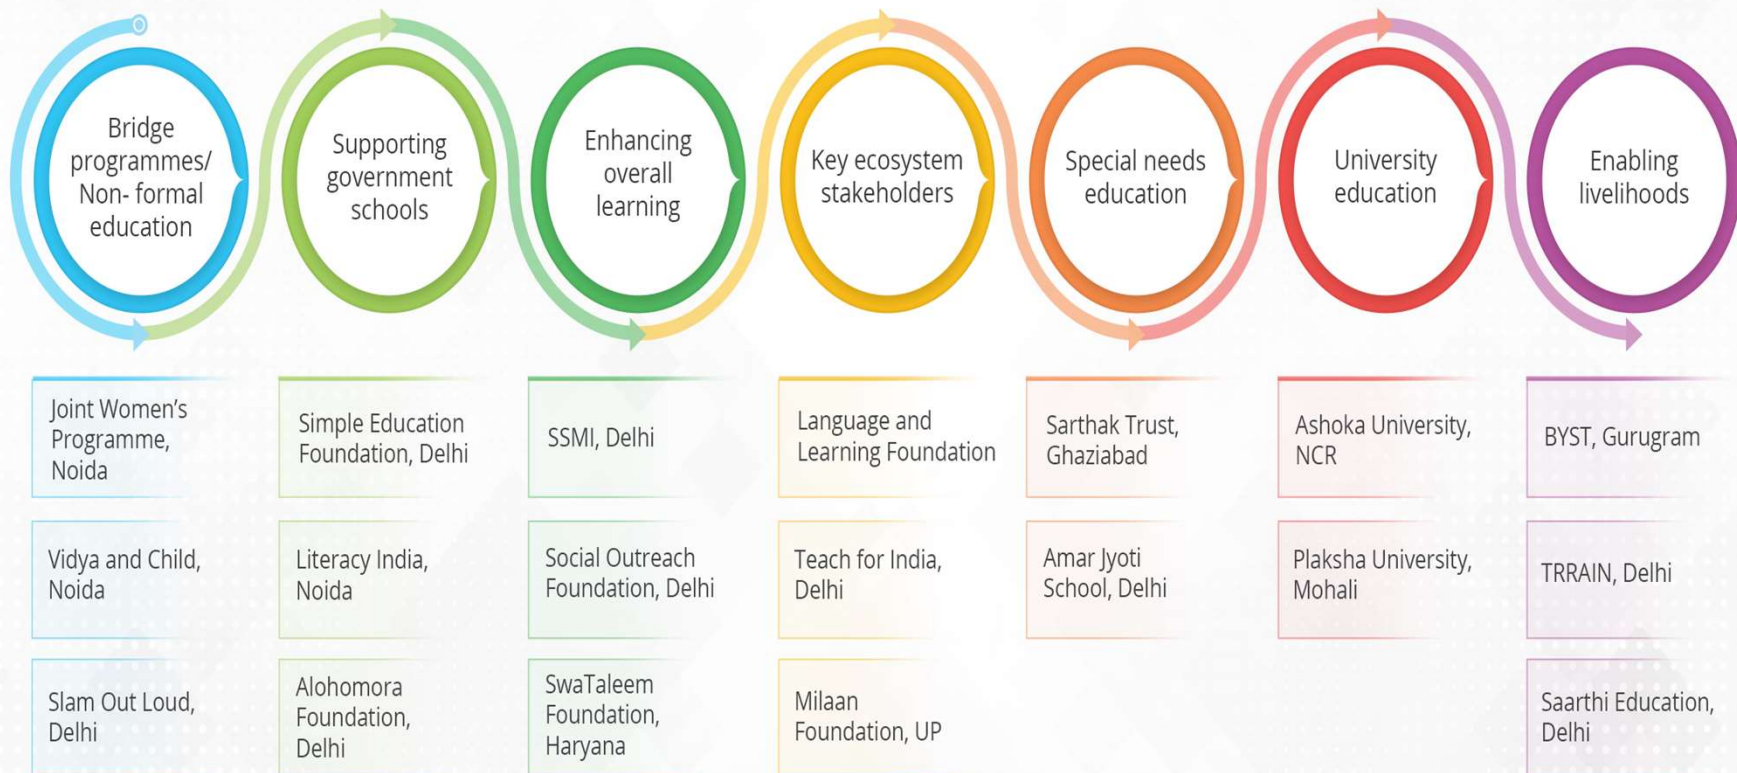 Bridge
programmes/
Non- formal
education
Supporting
government
schools
Enhancing
overall
learning
Key ecosystem
stakeholders
Special needs
education
University
education
Enabling
livelihoods
Joint Women's
Programme,
Noida
Simple Education
Foundation, Delhi
SSMI, Delhi
Language and
Learning Foundation
Sarthak Trust,
Ghaziabad
Ashoka University,
NCR
BYST, Gurugram
Vidya and Child,
Noida
Literacy India,
Noida
Social Outreach
Foundation, Delhi
Teach for India,
Delhi
Amar Jyoti
School, Delhi
Plaksha University,
Mohali
TRRAIN, Delhi
Slam Out Loud,
Delhi
Alohomora
Foundation,
Delhi
SwaTaleem
Foundation,
Haryana
Milaan
Foundation, UP
Saarthi Education,
Delhi